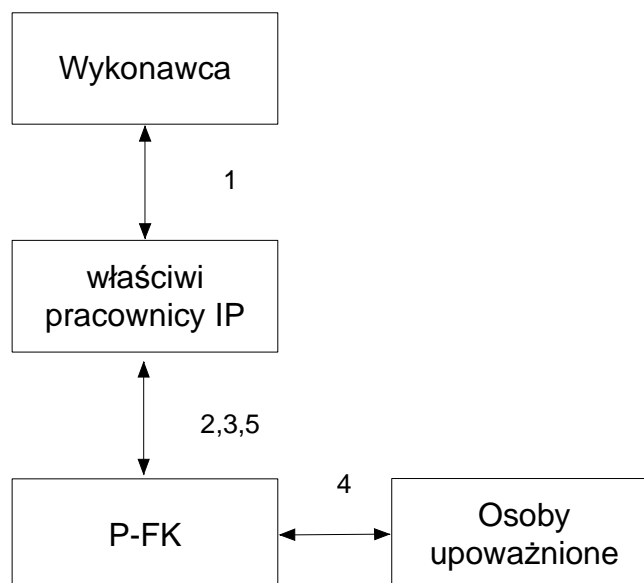 Wykonawca
1
właściwi
pracownicy IP
2,3,5
4
P-FK
Osoby
upoważnione